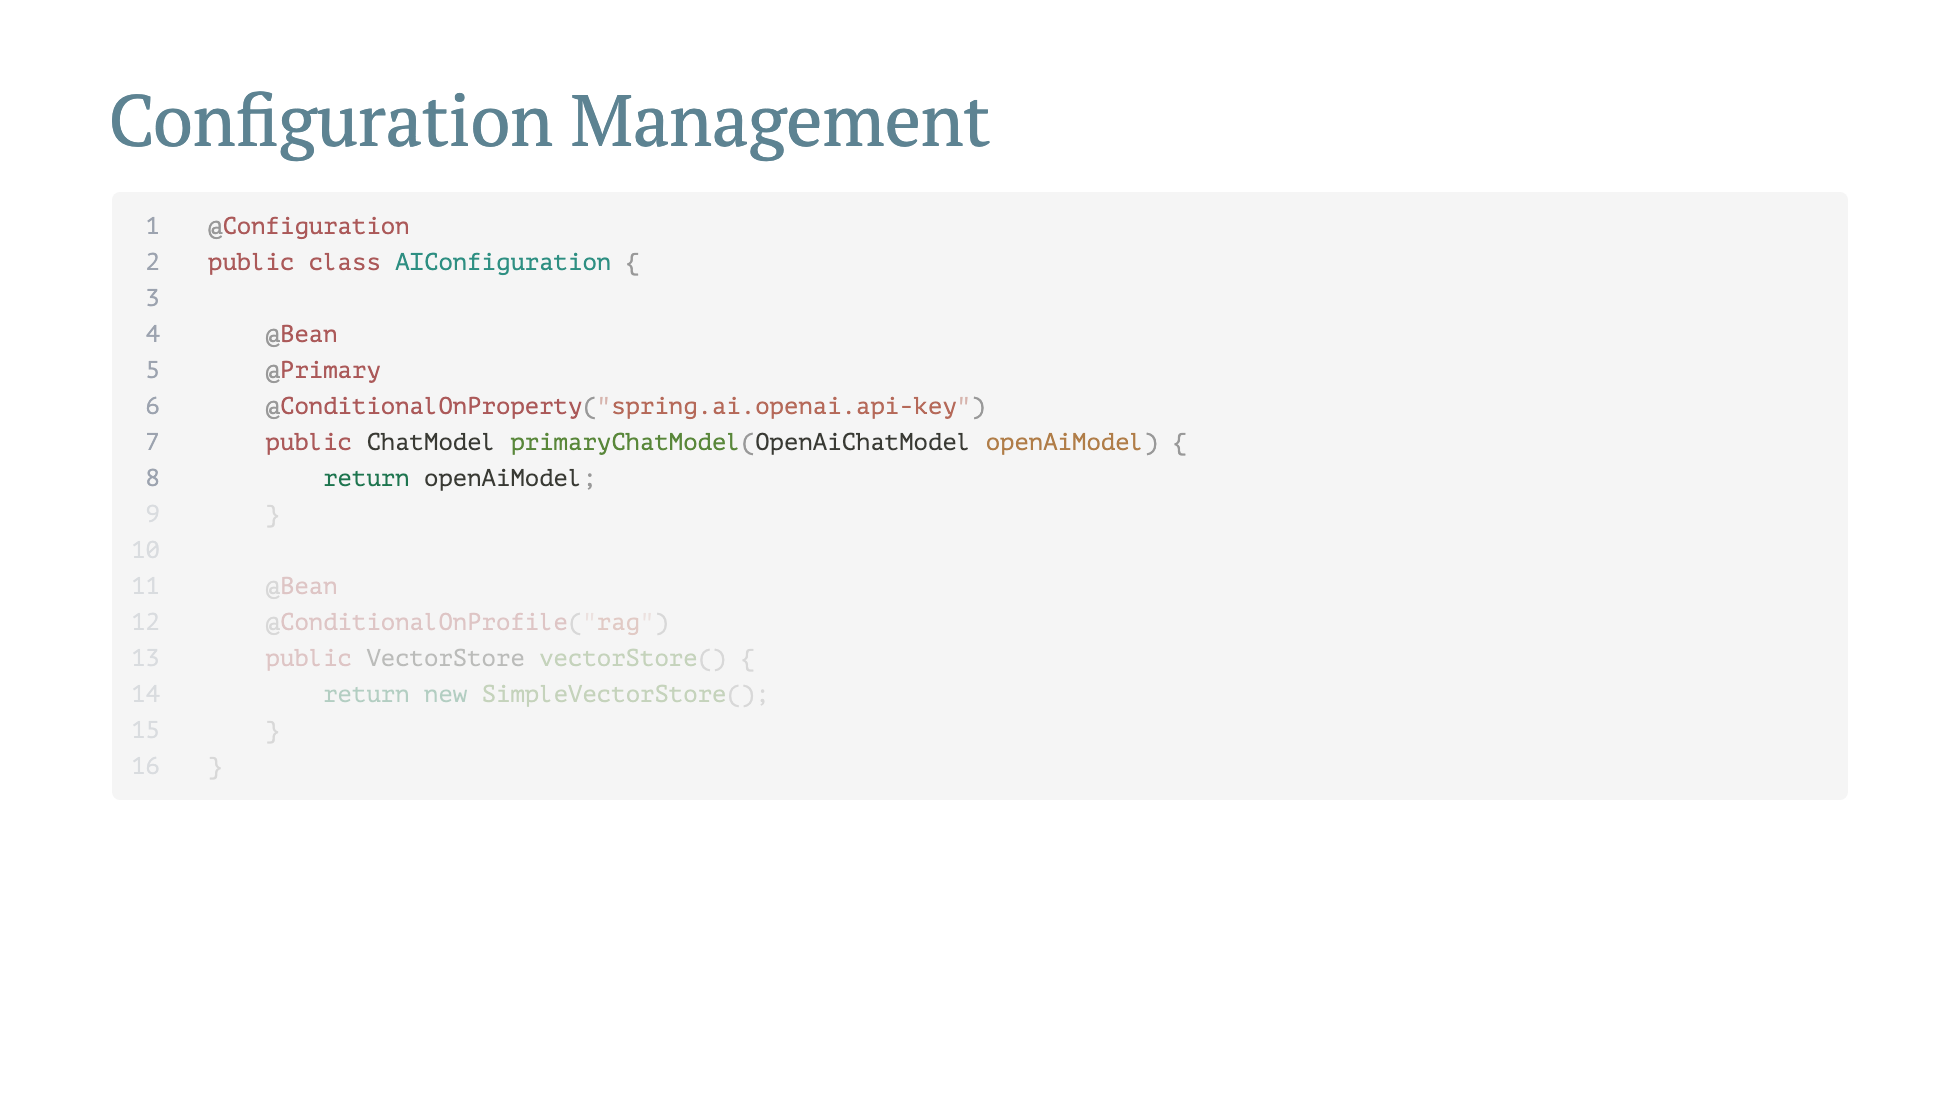 Configuration Management
1 @Configuration
2 public class AIConfiguration {
3
4     @Bean
5     @Primary
6     @ConditionalOnProperty("spring.ai.openai.api-key")
7     public ChatModel primaryChatModel(OpenAiChatModel openAiModel) {
8         return openAiModel;
9     }
10
11     @Bean
12     @ConditionalOnProfile("rag")
13     public VectorStore vectorStore() {
14         return new SimpleVectorStore();
15     }
16 }